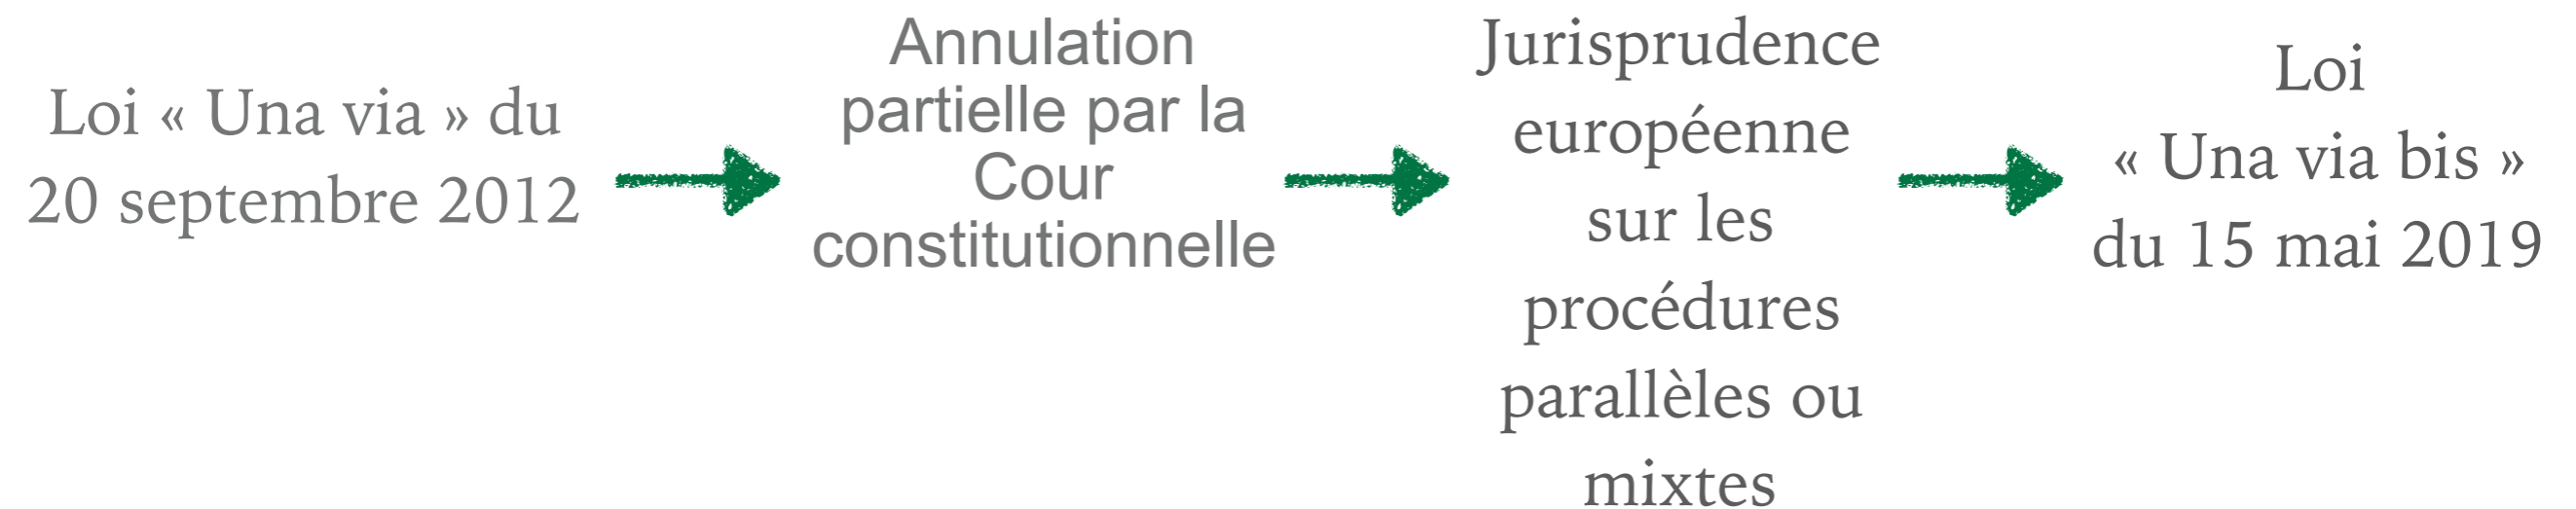 Loi « Una via » du
20 septembre 2012
Annulation
partielle par la
Cour
constitutionnelle
Jurisprudence
européenne
sur les
procédures
parallèles ou
mixtes
Loi
« Una via bis »
du 15 mai 2019